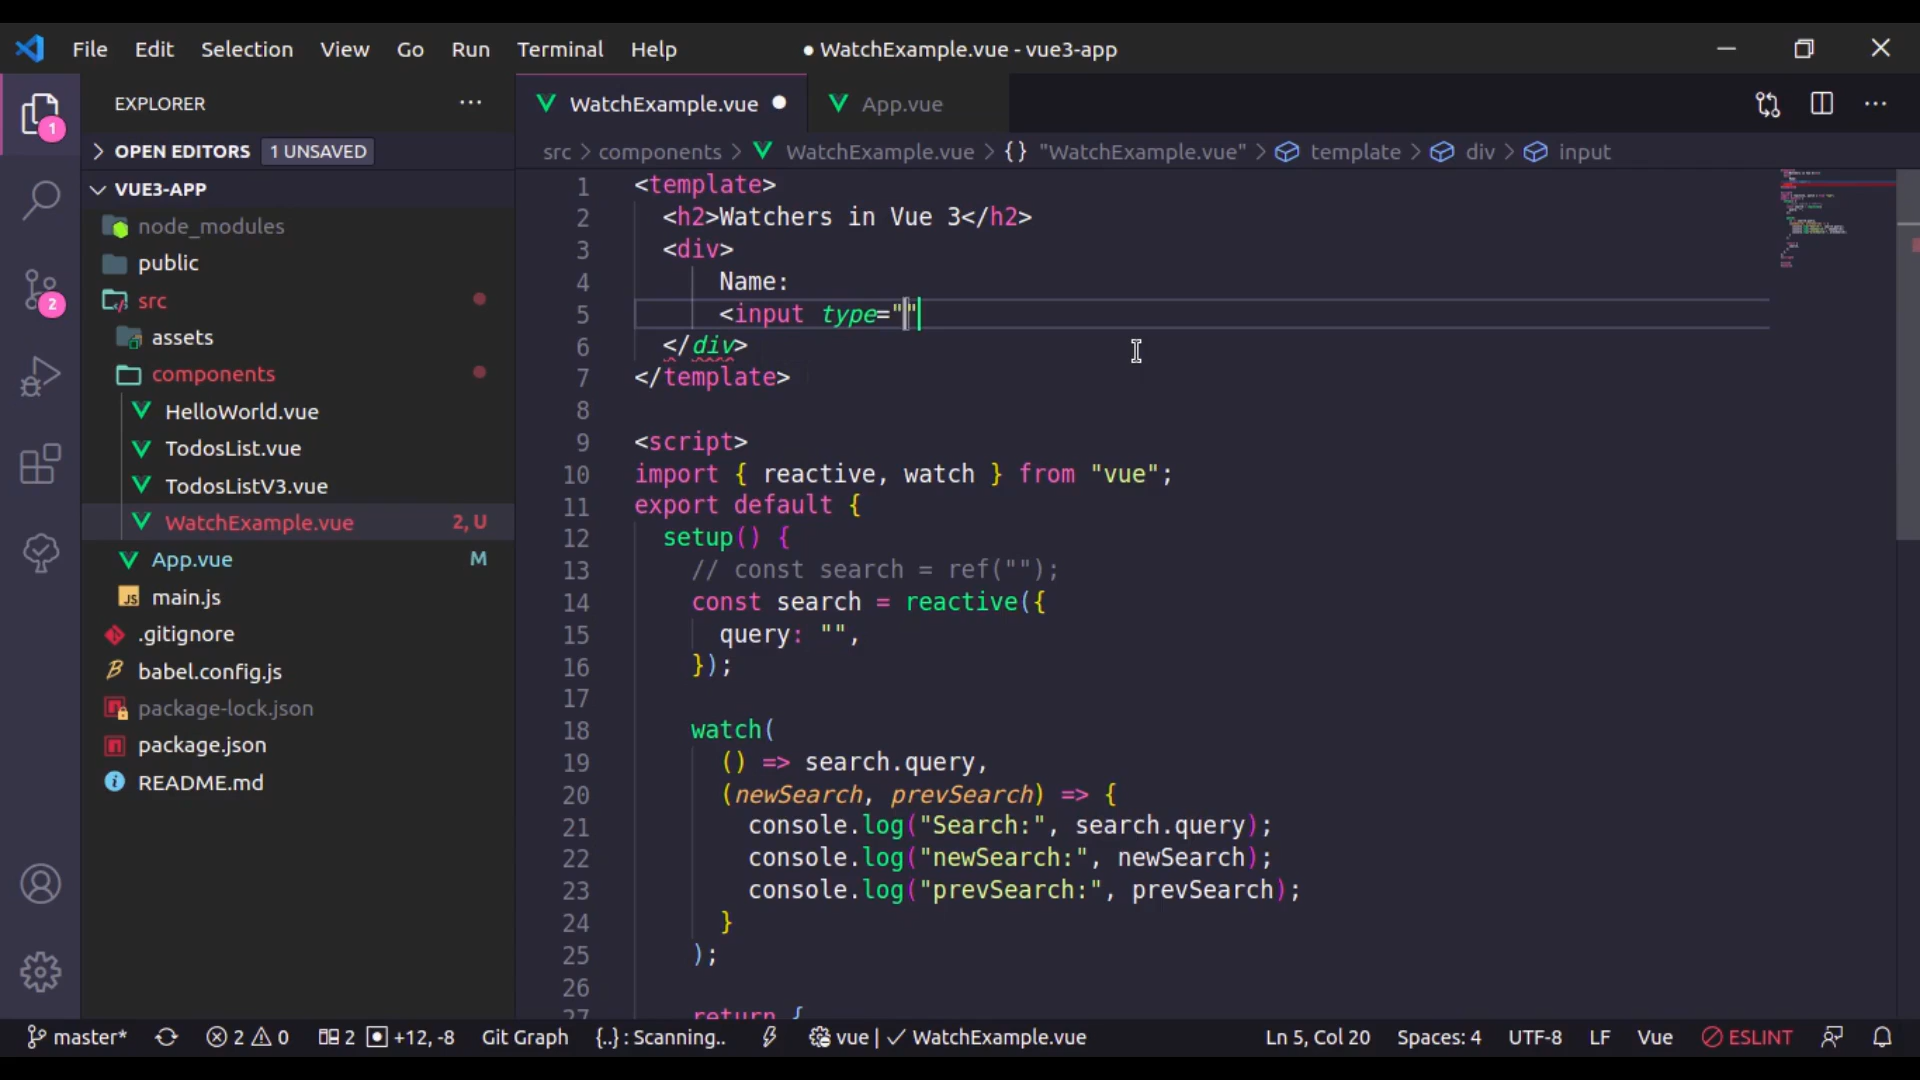 File Edit Selection View Go Run Terminal Help
● WatchExample.vue - vue3-app
EXPLORER
OPEN EDITORS 1 UNSAVED
VUE3-APP
node_modules
public
src
assets
components
HelloWorld.vue
TodosList.vue
TodosListV3.vue
WatchExample.vue 2, U
App.vue M
JS main.js
.gitignore
babel.config.js
package-lock.json
package.json
README.md
1
2
WatchExample.vue ●
App.vue
src > components > WatchExample.vue > {} "WatchExample.vue" > template > div > input
1 <template>
2 <h2>Watchers in Vue 3</h2>
3 <div>
4 Name:
5 <input type=""
6 </div>
7 </template>
8
9 <script>
10 import { reactive, watch } from "vue";
11 export default {
12 setup() {
13 // const search = ref("");
14 const search = reactive({
15 query: "",
16 });
17
18 watch(
19 () => search.query,
20 (newSearch, prevSearch) => {
21 console.log("Search:", search.query);
22 console.log("newSearch:", newSearch);
23 console.log("prevSearch:", prevSearch);
24 }
25 );
26
27 return {
master* 2 0 2 +12, -8 Git Graph {..} : Scanning.. vue | ✓ WatchExample.vue Ln 5, Col 20 Spaces: 4 UTF-8 LF Vue ESLINT